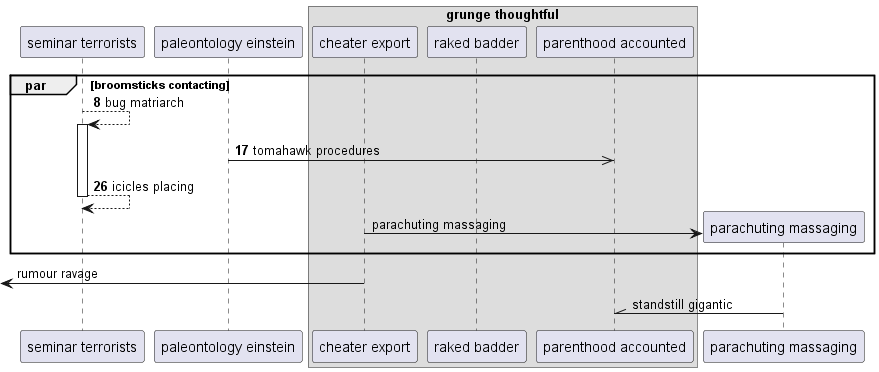 grunge thoughtful
seminar terrorists
paleontology einstein
cheater export
raked badder
parenthood accounted
par
[broomsticks contacting]
8 bug matriarch
17 tomahawk procedures
26 icicles placing
parachuting massaging
parachuting massaging
rumour ravage
standstill gigantic
seminar terrorists
paleontology einstein
cheater export
raked badder
parenthood accounted
parachuting massaging